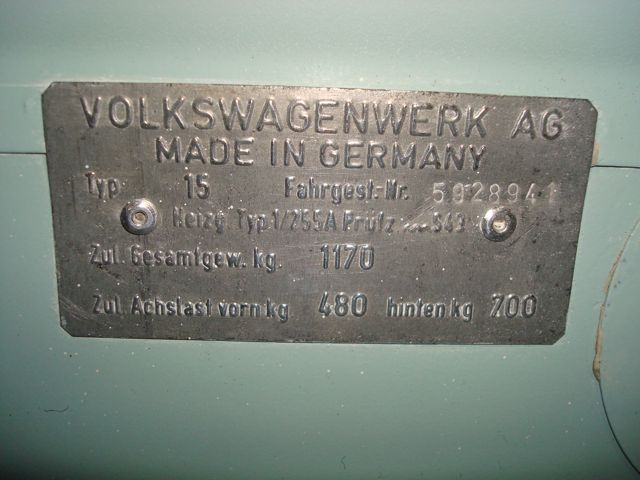 VOLKSWAGENWERK AG
MADE IN GERMANY
Typ 15 Fahrgest.-Nr. 5928941
Heizg. Typ 1/255A Prüfz ~~~ S43
Zul. Gesamtgew. kg. 1170
Zul. Achslast vorn kg 480 hinten kg 700